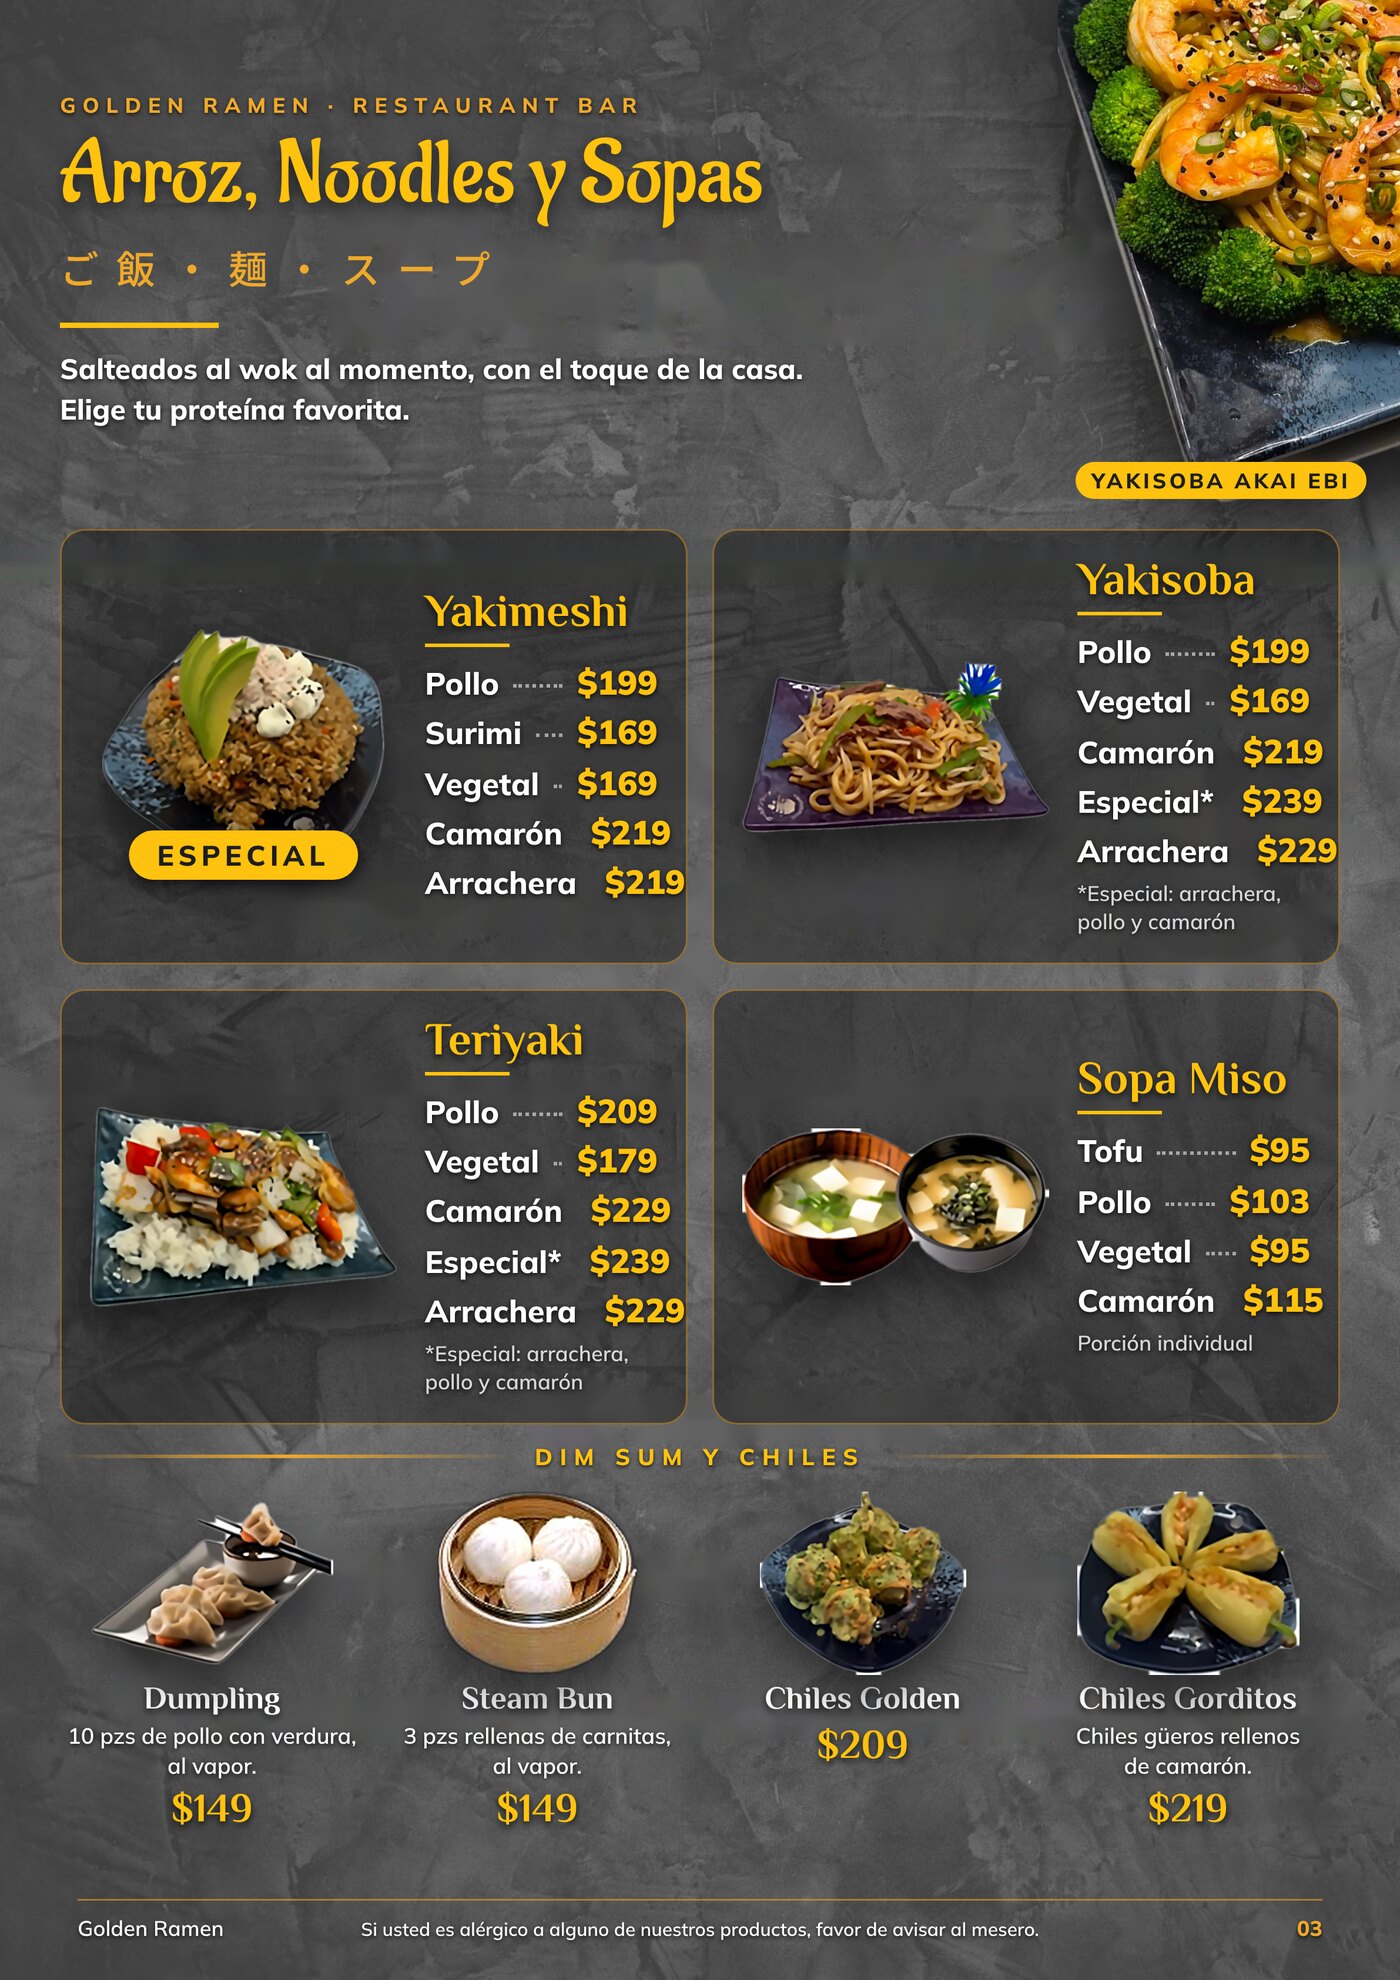 GOLDEN RAMEN · RESTAURANT BAR
Arroz, Noodles y Sopas
ご飯・麺・スープ
Salteados al wok al momento, con el toque de la casa.
Elige tu proteína favorita.
YAKISOBA AKAI EBI
Yakimeshi
Pollo $199
Surimi $169
Vegetal $169
Camarón $219
Arrachera $219
ESPECIAL
Yakisoba
Pollo $199
Vegetal $169
Camarón $219
Especial* $239
Arrachera $229
*Especial: arrachera,
pollo y camarón
Teriyaki
Pollo $209
Vegetal $179
Camarón $229
Especial* $239
Arrachera $229
*Especial: arrachera,
pollo y camarón
Sopa Miso
Tofu $95
Pollo $103
Vegetal $95
Camarón $115
Porción individual
DIM SUM Y CHILES
Dumpling
10 pzs de pollo con verdura,
al vapor.
$149
Steam Bun
3 pzs rellenas de carnitas,
al vapor.
$149
Chiles Golden
$209
Chiles Gorditos
Chiles güeros rellenos
de camarón.
$219
Golden Ramen
Si usted es alérgico a alguno de nuestros productos, favor de avisar al mesero.
03